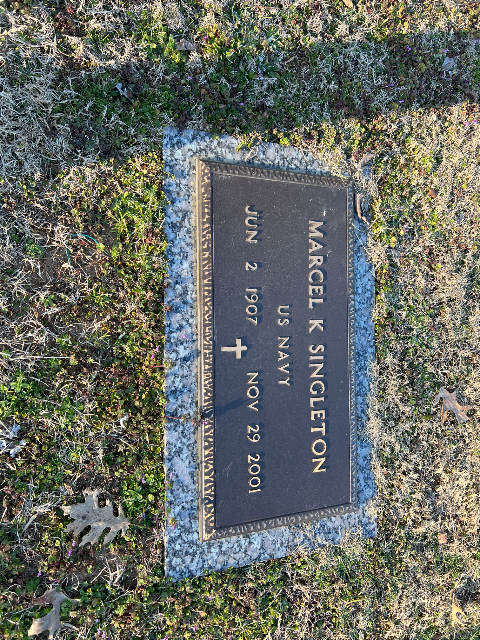 MARCEL K SINGLETON
US NAVY
JUN 2 1907 NOV 29 2001